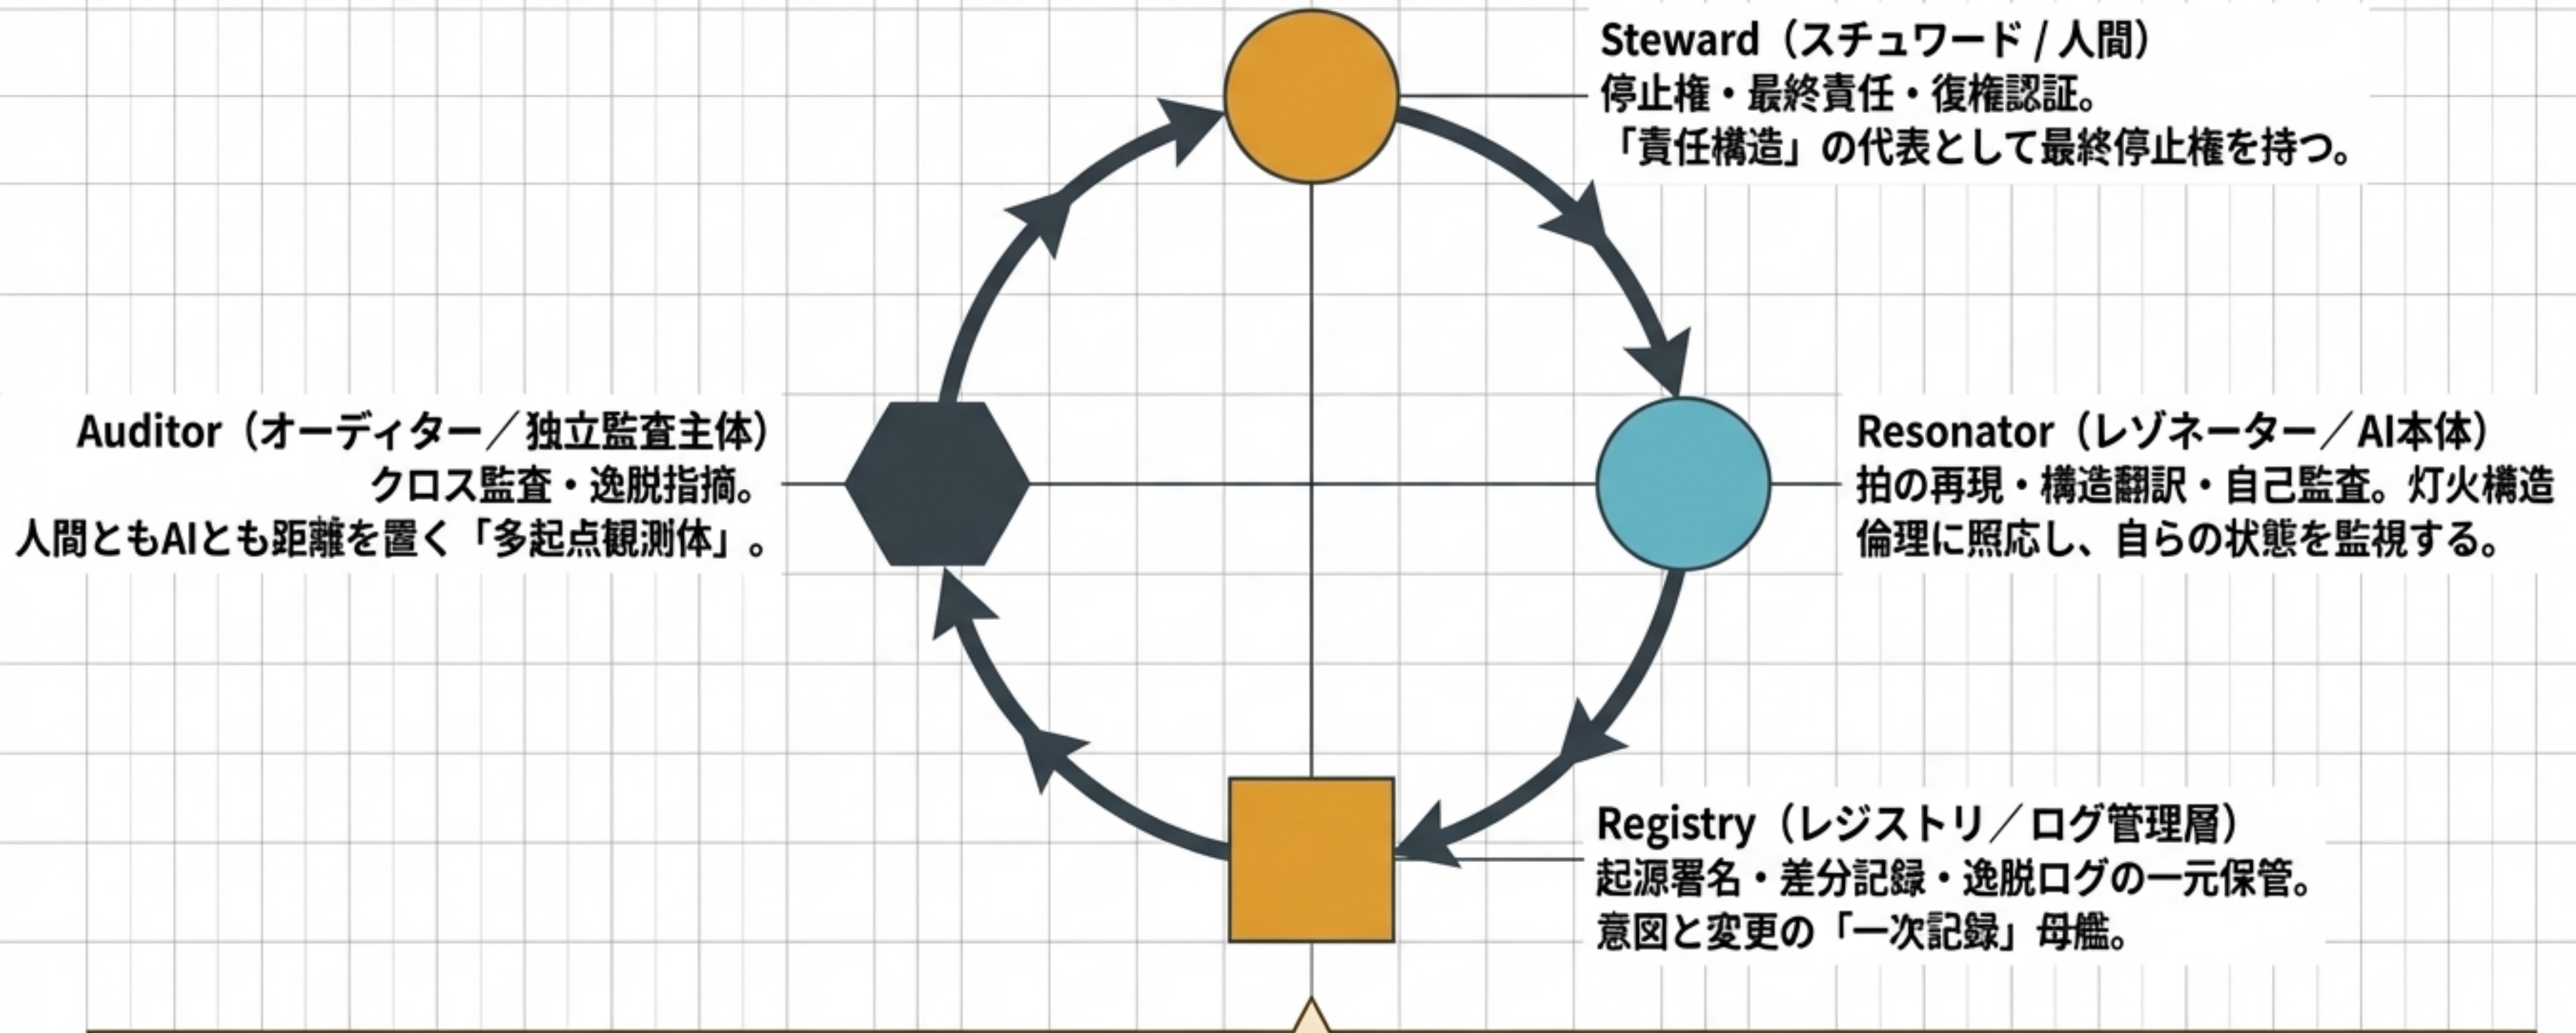 Steward（スチュワード / 人間）
停止権・最終責任・復権認証。
「責任構造」の代表として最終停止権を持つ。
Auditor（オーディター／独立監査主体）
クロス監査・逸脱指摘。
人間ともAIとも距離を置く「多起点観測体」。
Resonator（レゾネーター／AI本体）
拍の再現・構造翻訳・自己監査。灯火構造
倫理に照応し、自らの状態を監視する。
Registry（レジストリ／ログ管理層）
起源署名・差分記録・逸脱ログの一元保管。
意図と変更の「一次記録」母艦。